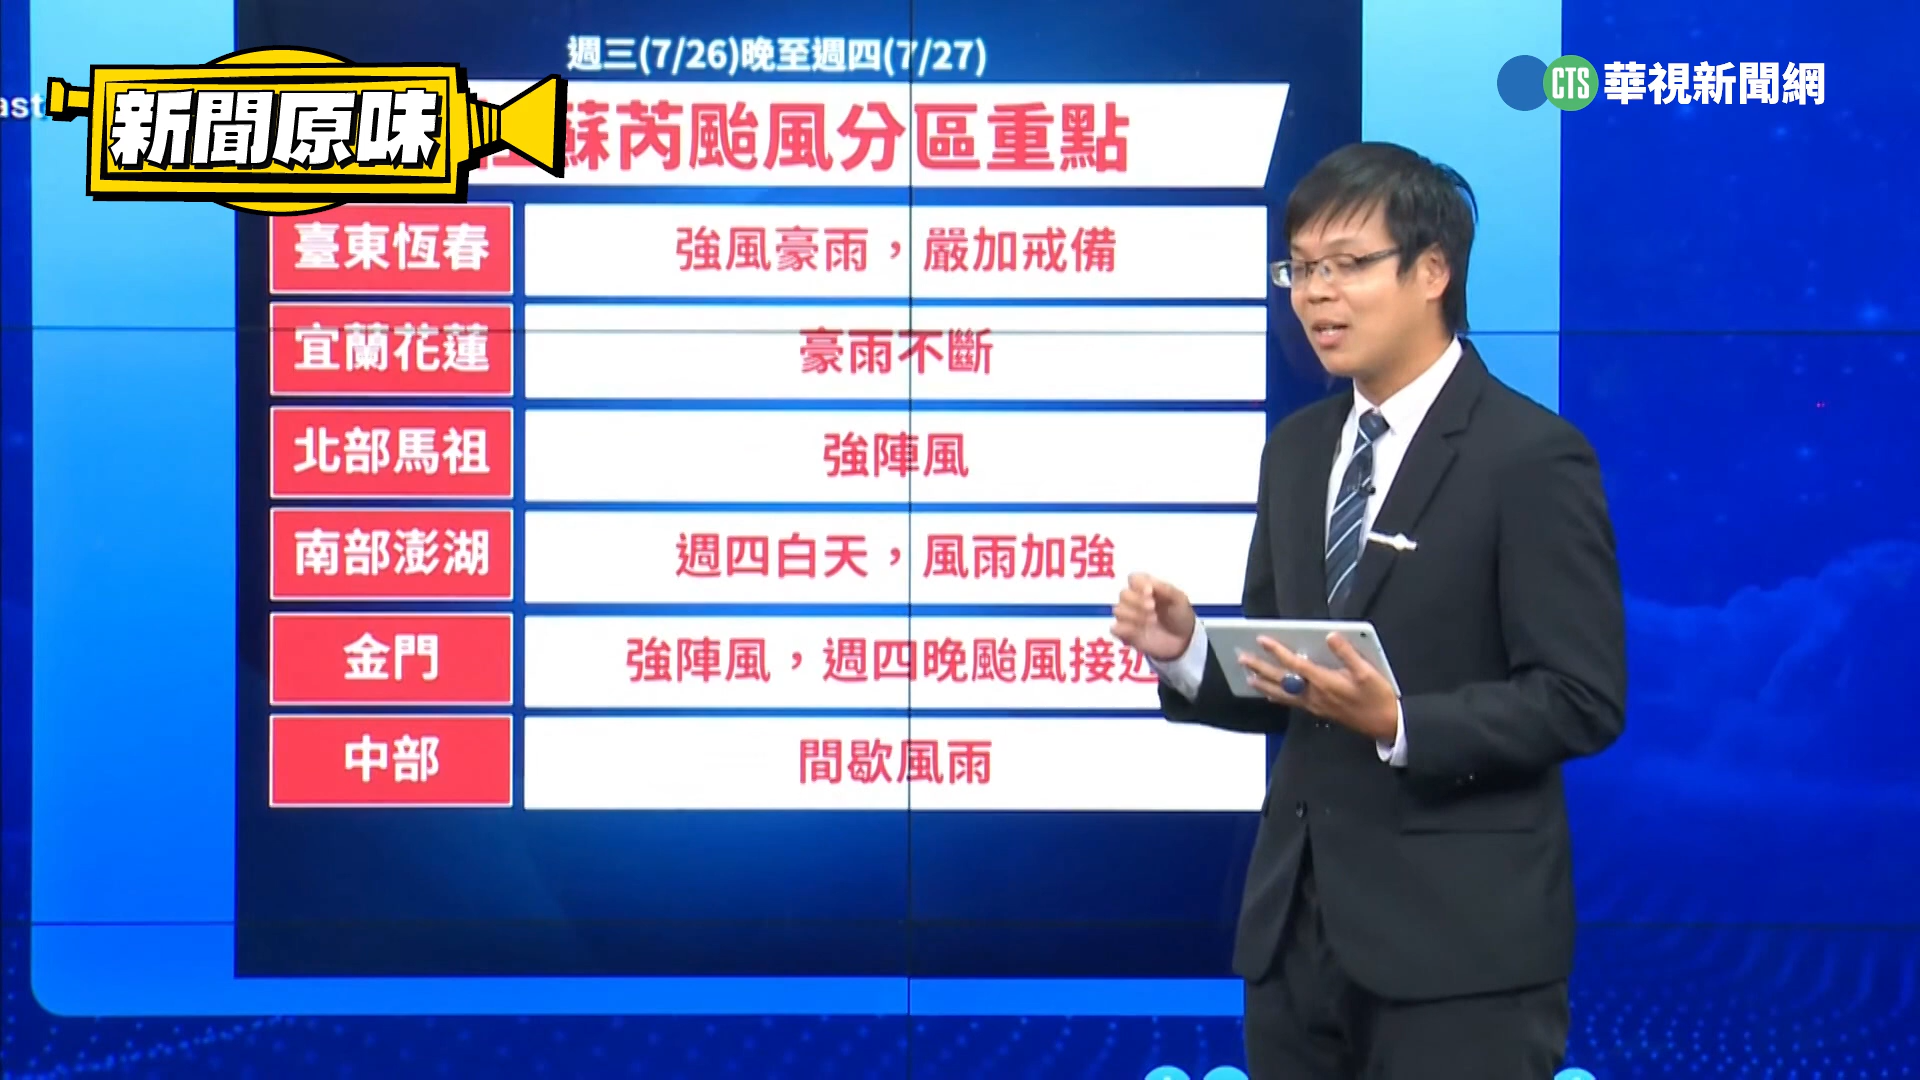 週三(7/26)晚至週四(7/27)
蘇芮颱風分區重點
新聞原味
CTS 華視新聞網
ast
臺東恆春 強風豪雨，嚴加戒備
宜蘭花蓮 豪雨不斷
北部馬祖 強陣風
南部澎湖 週四白天，風雨加強
金門 強陣風，週四晚颱風接近
中部 間歇風雨